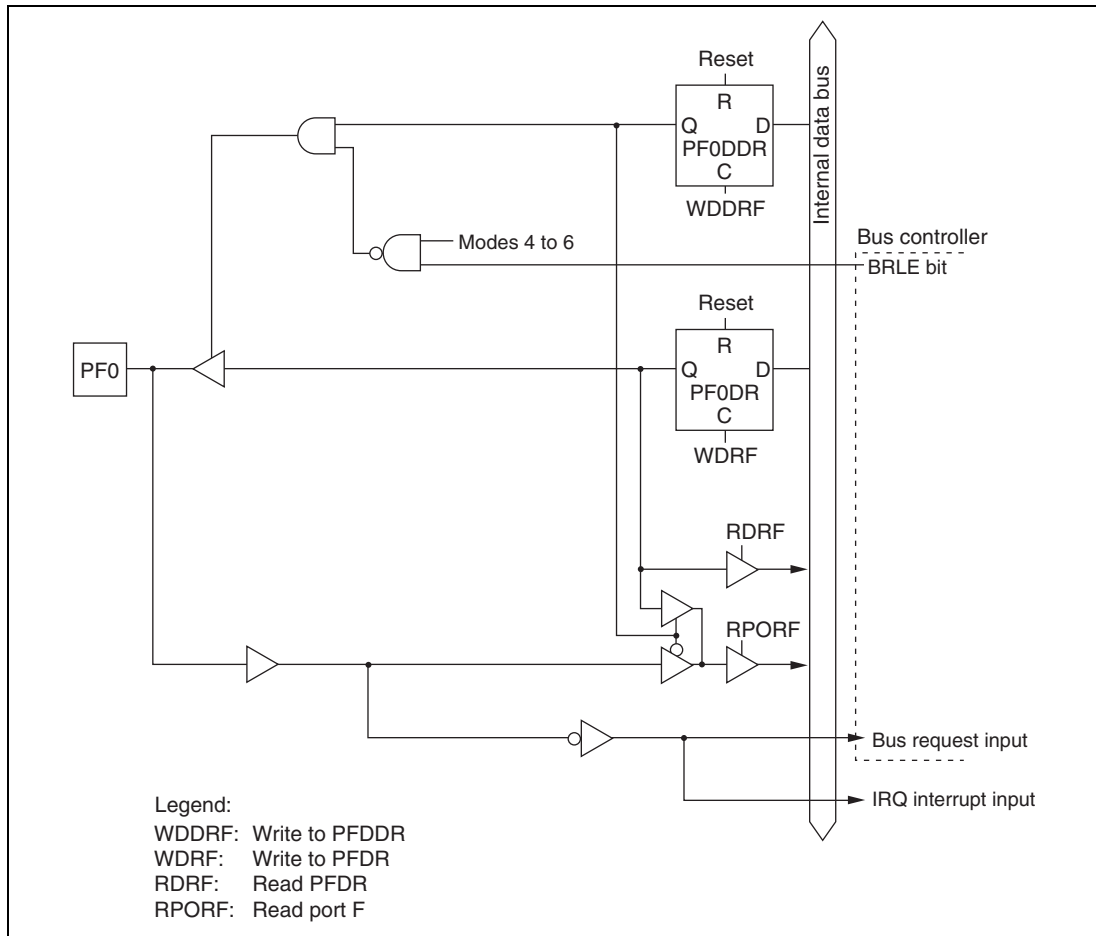 Reset
R
Q D
PF0DDR
C
WDDRF
Internal data bus
Modes 4 to 6
Bus controller
BRLE bit
Reset
R
PF0
Q D
PF0DR
C
WDRF
RDRF
RPORF
Bus request input
IRQ interrupt input
Legend:
WDDRF: Write to PFDDR
WDRF: Write to PFDR
RDRF: Read PFDR
RPORF: Read port F